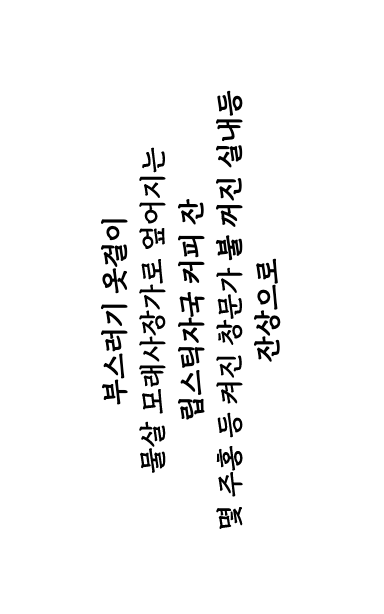 부스러기 옷걸이
물살 모래사장가로 엎어지는
립스틱자국 커피 잔
몇 주홍 등 켜진 창문가 불 꺼진 실내등
잔상으로